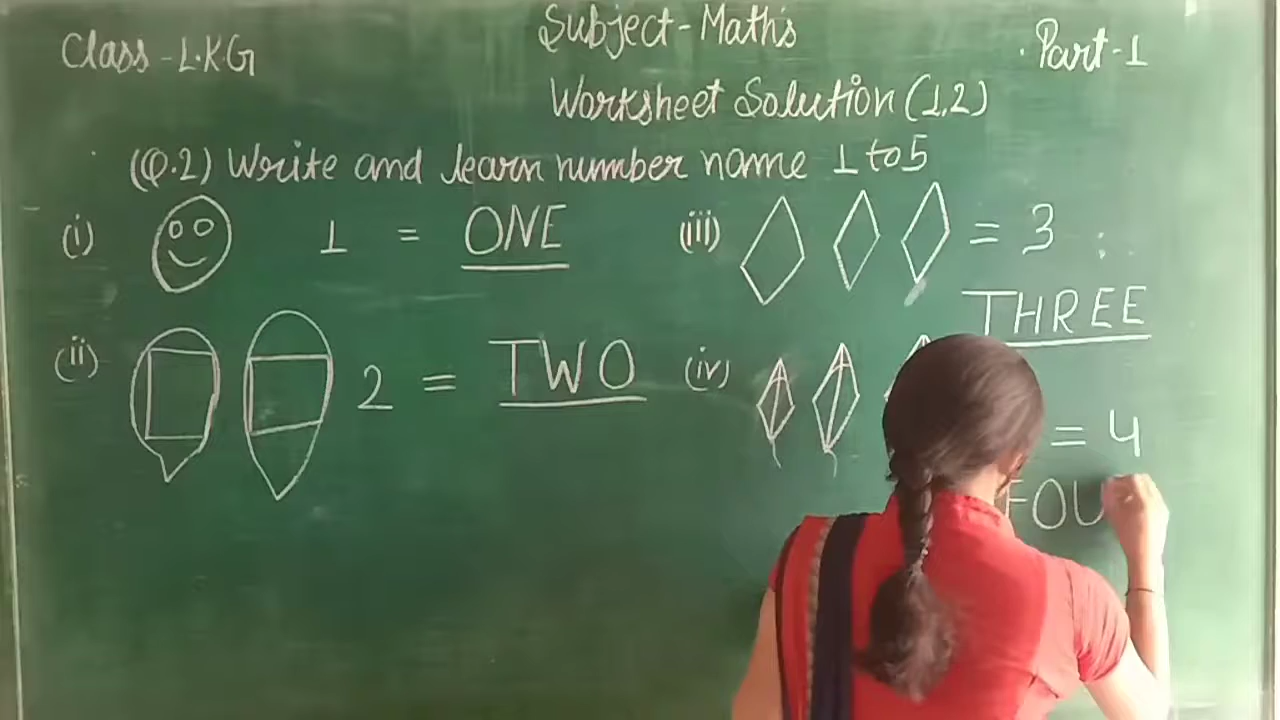 Class - L.K.G
Subject - Maths
Part - 1
Worksheet Solution (1,2)
(Q.2) Write and learn number name 1 to 5
(i) 1 = ONE
(ii) 2 = TWO
(iii) = 3
THREE
(iv) = 4
FOU